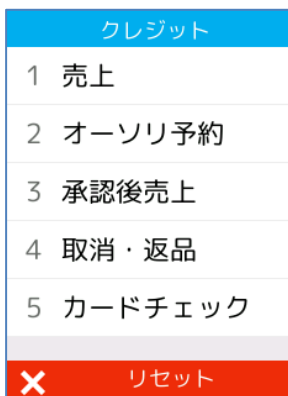 クレジット
1 売上
2 オーソリ予約
3 承認後売上
4 取消・返品
5 カードチェック
リセット